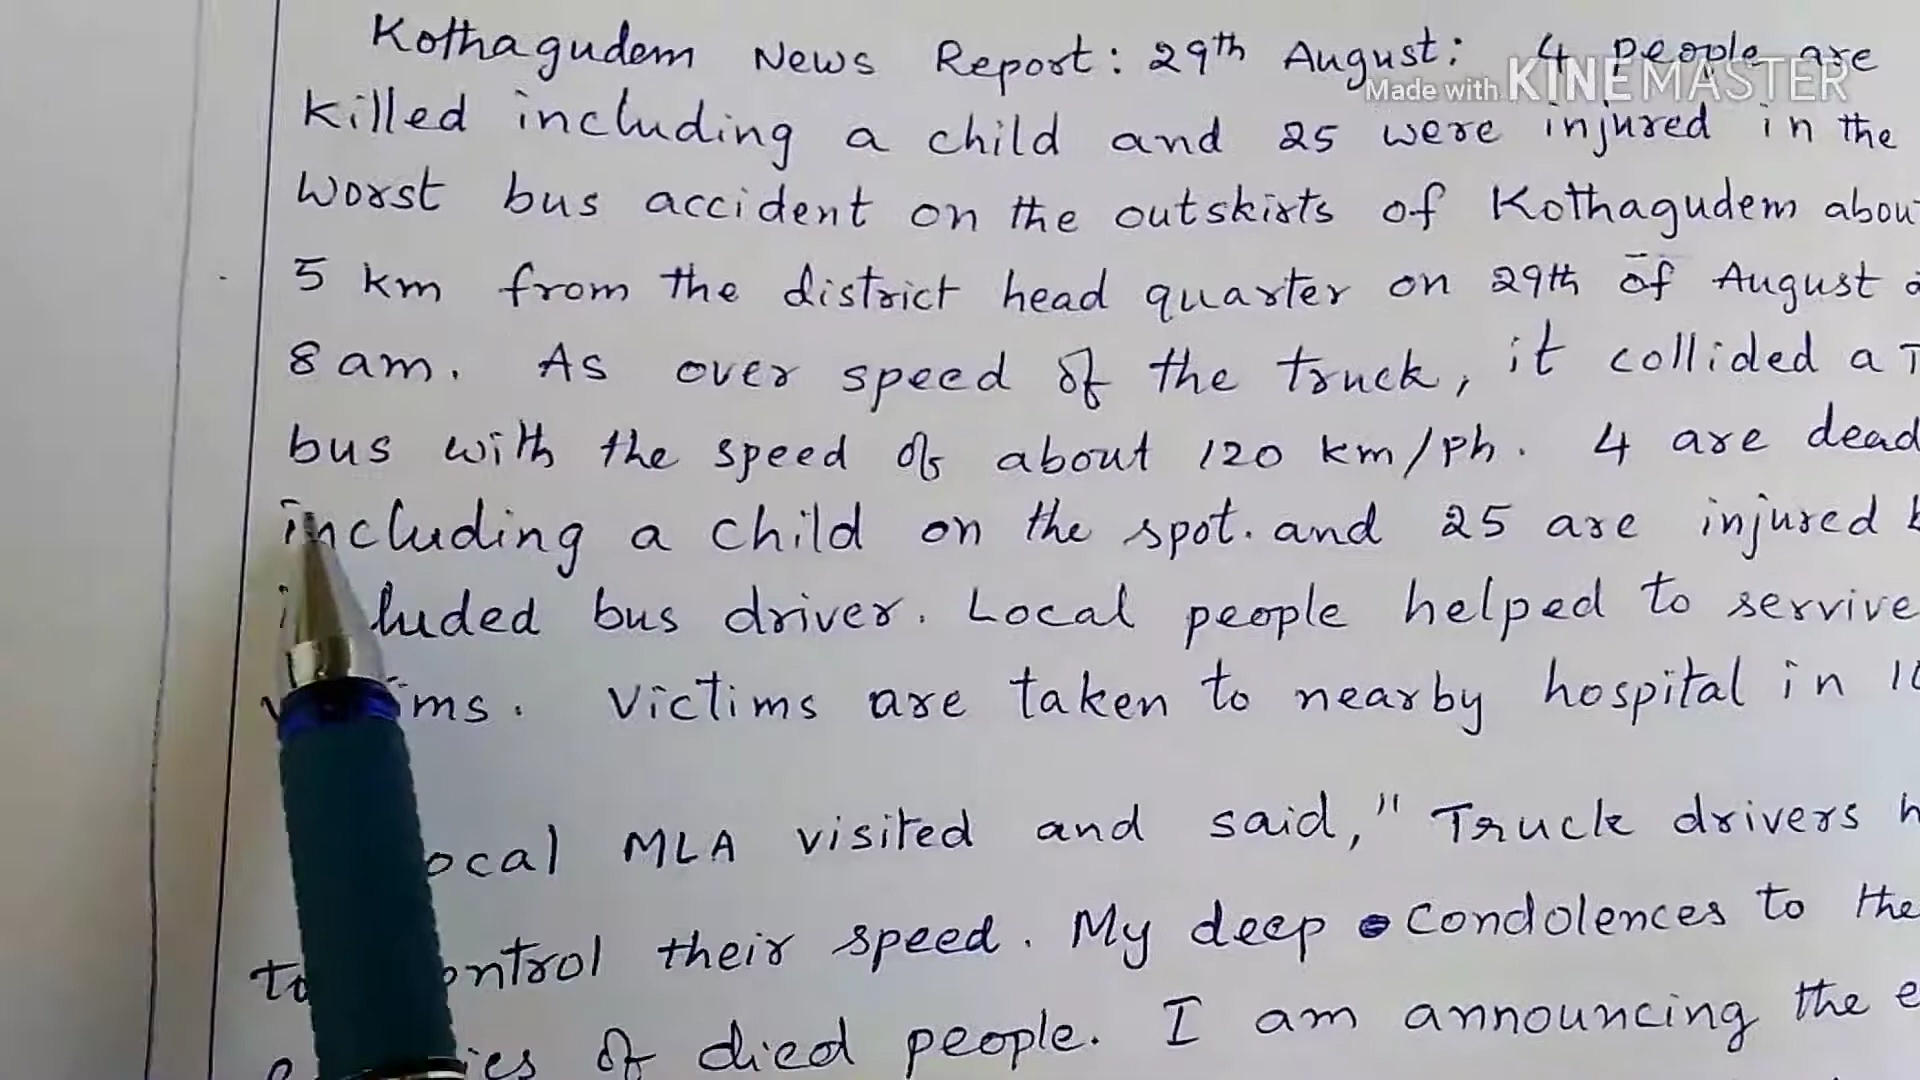 Kothagudem News Report: 29th August: 4 people are
Made with KINEMASTER
killed including a child and 25 were injured in the
worst bus accident on the outskirts of Kothagudem
5 km from the district head quarter on 29th of August
8 am. As over speed of the truck, it collided a
bus with the speed of about 120 km/ph. 4 are dead
including a child on the spot. and 25 are injured
bus driver. Local people helped to servive
Victims are taken to nearby hospital in
MLA visited and said," Truck drivers
their speed. My deep condolences to the
of died people. I am announcing the